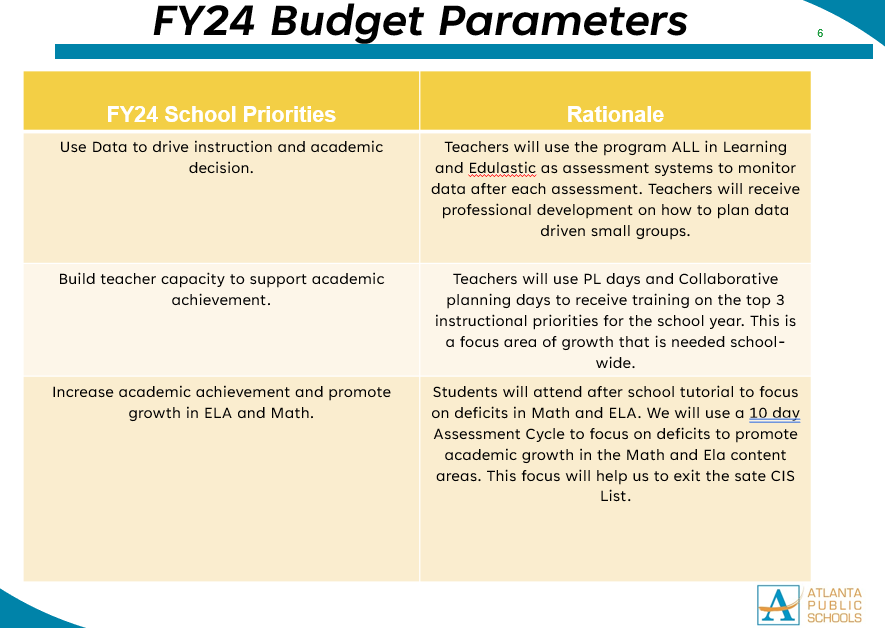 FY24 Budget Parameters
6
FY24 School Priorities
Rationale
Use Data to drive instruction and academic
decision.
Teachers will use the program ALL in Learning
and Edulastic as assessment systems to monitor
data after each assessment. Teachers will receive
professional development on how to plan data
driven small groups.
Build teacher capacity to support academic
achievement.
Teachers will use PL days and Collaborative
planning days to receive training on the top 3
instructional priorities for the school year. This is
a focus area of growth that is needed school-
wide.
Increase academic achievement and promote
growth in ELA and Math.
Students will attend after school tutorial to focus
on deficits in Math and ELA. We will use a 10 day
Assessment Cycle to focus on deficits to promote
academic growth in the Math and Ela content
areas. This focus will help us to exit the sate CIS
List.
ATLANTA
PUBLIC
SCHOOLS